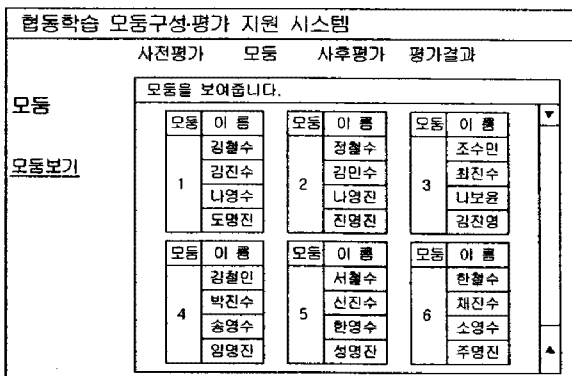 협동학습 모둠구성·평가 지원 시스템
사전평가 모둠 사후평가 평가결과
모둠
모둠보기
모둠을 보여줍니다.
모둠 이 름 모둠 이 름 모둠 이 름
1 2 3
김철수 정철수 조수민
김진수 김민수 최진수
나영수 나영진 나보윤
도명진 진명진 김진영
모둠 이 름 모둠 이 름 모둠 이 름
4 5 6
김철인 서철수 한철수
박진수 신진수 채진수
송영수 한영수 소영수
임명진 성명진 주명진